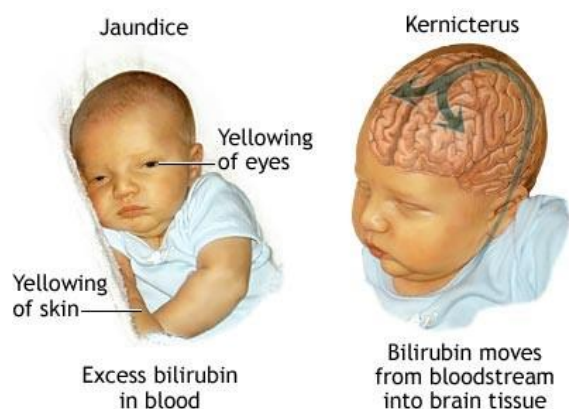 Jaundice
Yellowing
of eyes
Yellowing
of skin
Excess bilirubin
in blood
Kernicterus
Bilirubin moves
from bloodstream
into brain tissue